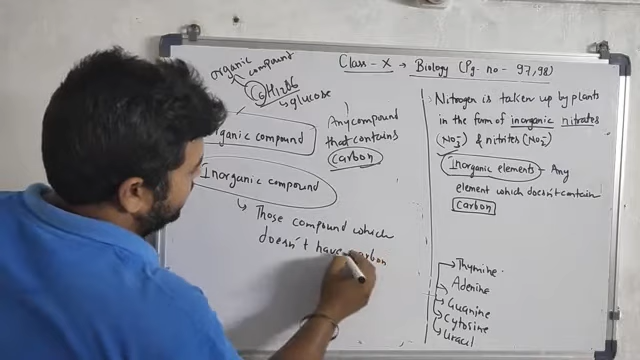 Class-X → Biology (Pg no- 97,98)
organic compound
C6H12O6
↳glucose
organic compound
Any compound
that contains
carbon
Inorganic compound
↳ Those compound which
doesn't have carbon
Nitrogen is taken up by plants
in the form of inorganic nitrates
(NO3⁻) & nitrites (NO2⁻)
Inorganic elements - Any
element which doesn't contain
carbon
→Thymine.
→Adenine
→Guanine
→Cytosine
→Uracil